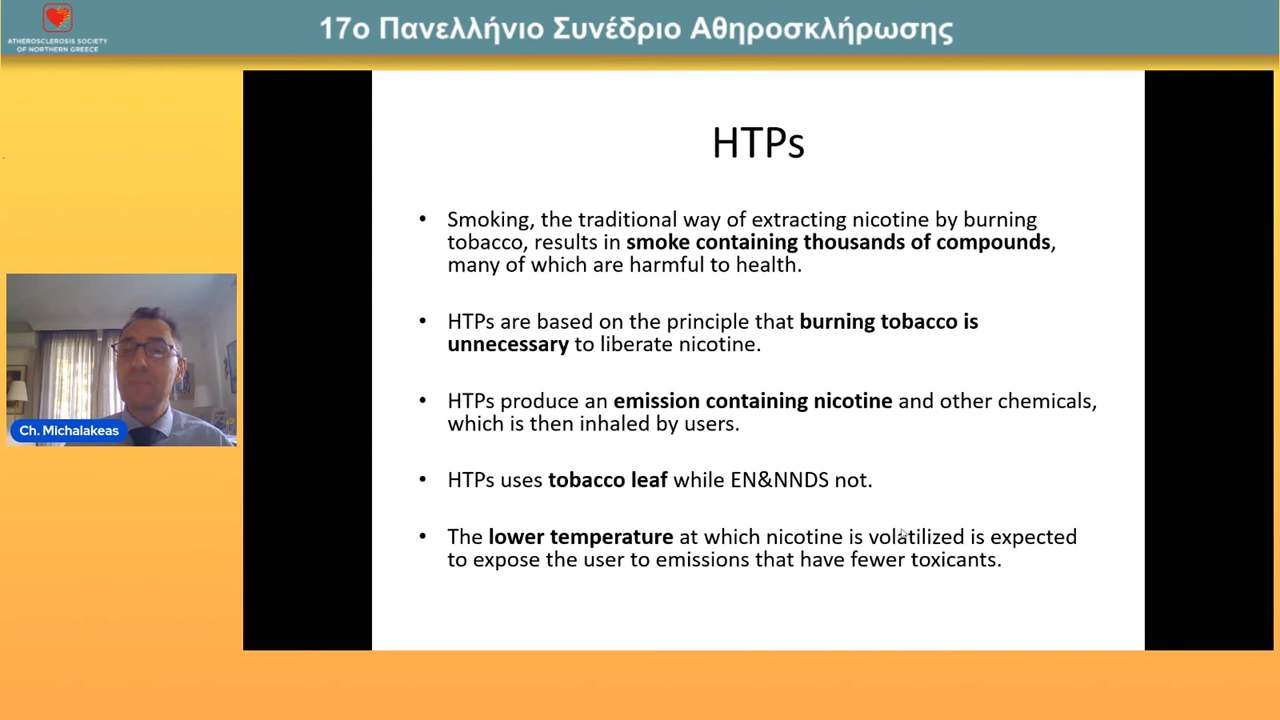 17ο Πανελλήνιο Συνέδριο Αθηροσκλήρωσης
ATHEROSCLEROSIS SOCIETY
OF NORTHERN GREECE
HTPs
• Smoking, the traditional way of extracting nicotine by burning
tobacco, results in smoke containing thousands of compounds,
many of which are harmful to health.
• HTPs are based on the principle that burning tobacco is
unnecessary to liberate nicotine.
• HTPs produce an emission containing nicotine and other chemicals,
which is then inhaled by users.
• HTPs uses tobacco leaf while EN&NNDS not.
• The lower temperature at which nicotine is volatilized is expected
to expose the user to emissions that have fewer toxicants.
Ch. Michalakeas